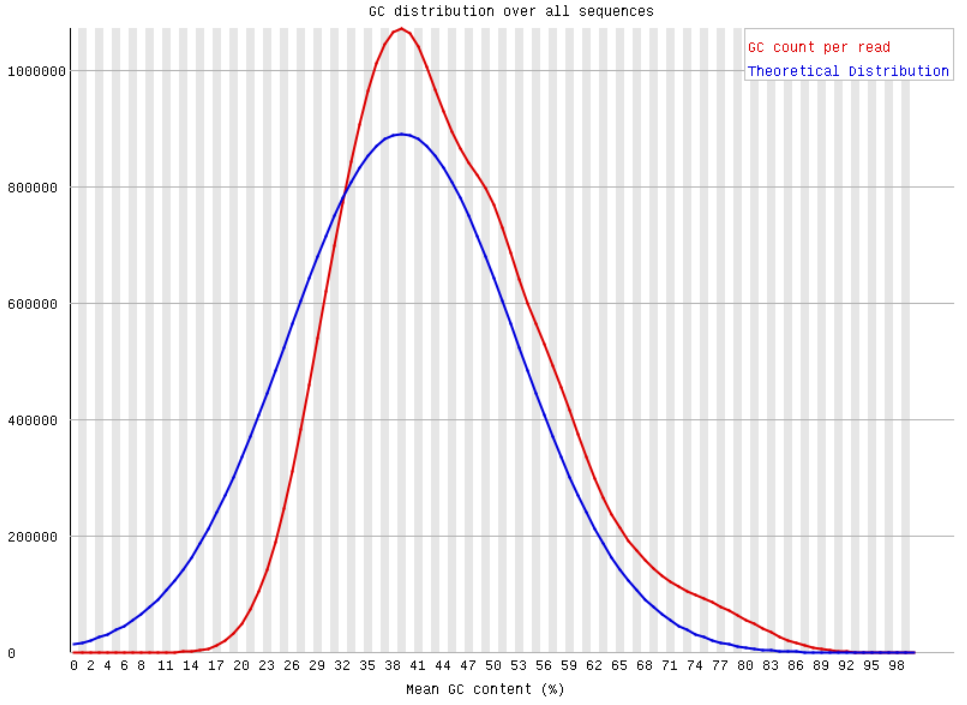 GC distribution over all sequences
GC count per read
Theoretical Distribution
1000000
800000
600000
400000
200000
0
0 2 4 6 8 11 14 17 20 23 26 29 32 35 38 41 44 47 50 53 56 59 62 65 68 71 74 77 80 83 86 89 92 95 98
Mean GC content (%)